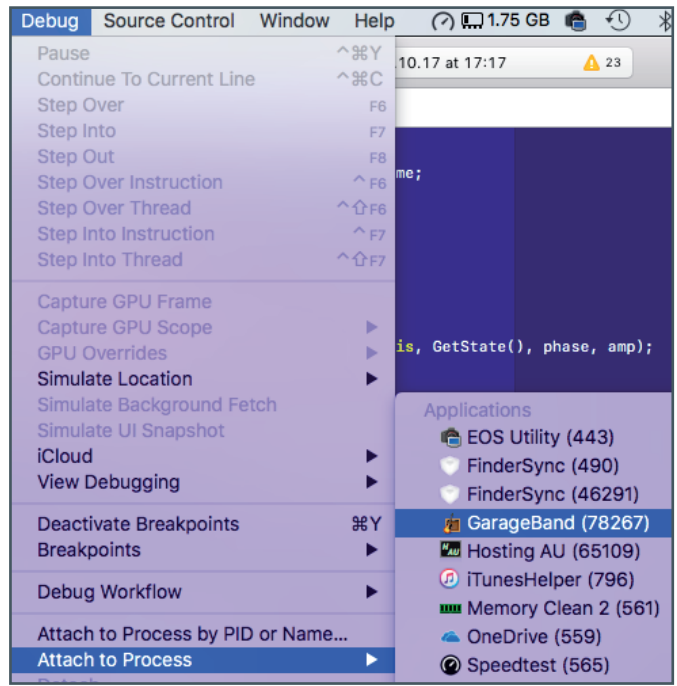 Debug Source Control Window Help 1.75 GB
Pause ^⌘Y
Continue To Current Line ^⌘C
Step Over F6
Step Into F7
Step Out F8
Step Over Instruction ^ F6
Step Over Thread ^⇧F6
Step Into Instruction ^ F7
Step Into Thread ^⇧F7
Capture GPU Frame
Capture GPU Scope
GPU Overrides
Simulate Location
Simulate Background Fetch
Simulate UI Snapshot
iCloud
View Debugging
Deactivate Breakpoints ⌘Y
Breakpoints
Debug Workflow
Attach to Process by PID or Name...
Attach to Process
.10.17 at 17:17 23
me;
is, GetState(), phase, amp);
Applications
EOS Utility (443)
FinderSync (490)
FinderSync (46291)
GarageBand (78267)
Hosting AU (65109)
iTunesHelper (796)
Memory Clean 2 (561)
OneDrive (559)
Speedtest (565)